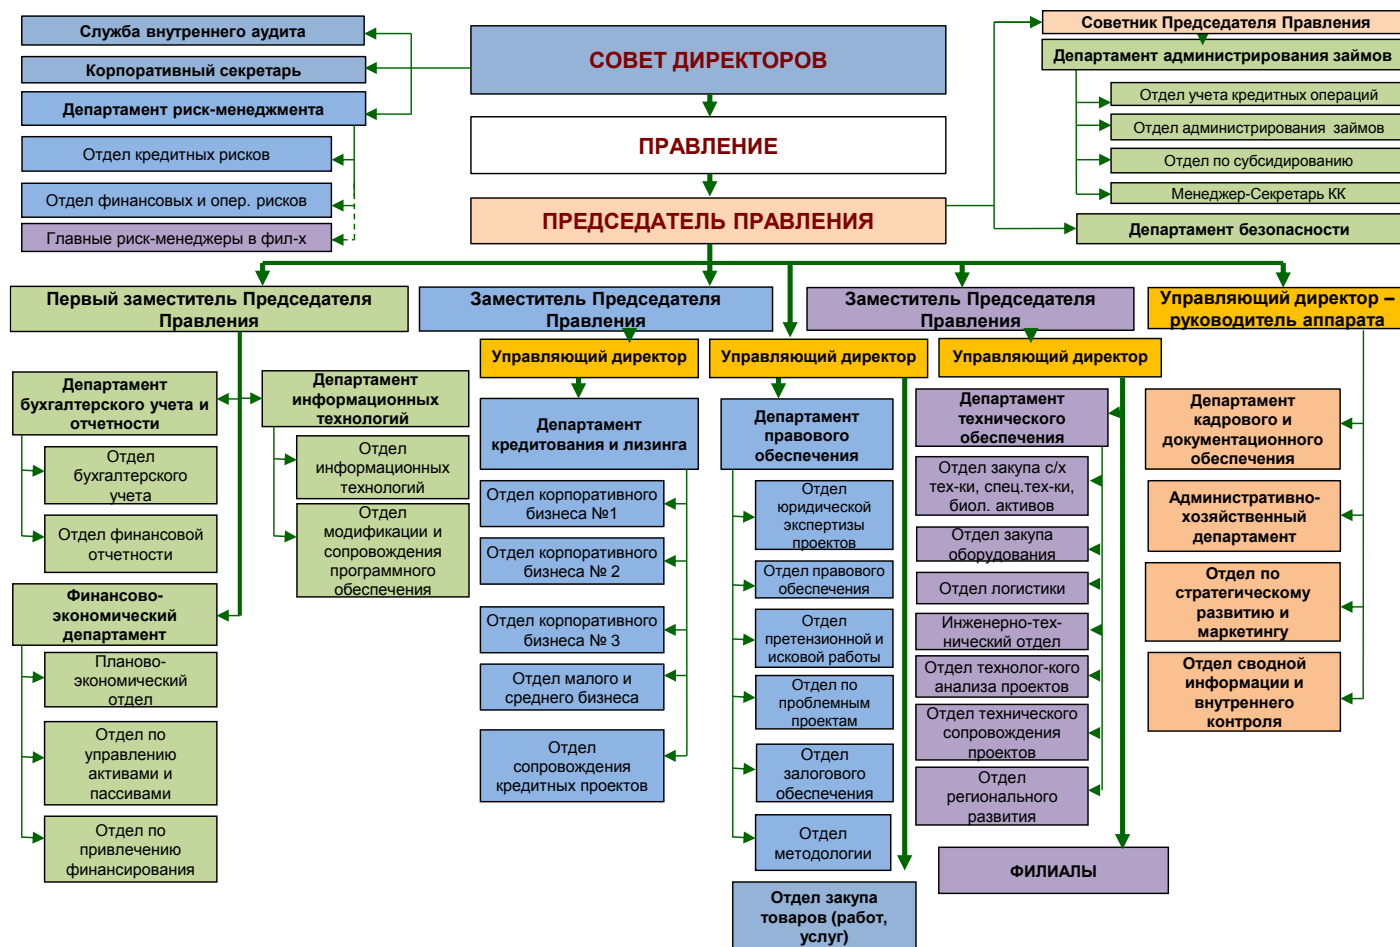 Служба внутреннего аудита
Корпоративный секретарь
Департамент риск-менеджмента
Отдел кредитных рисков
Отдел финансовых и опер. рисков
Главные риск-менеджеры в фил-х
СОВЕТ ДИРЕКТОРОВ
ПРАВЛЕНИЕ
ПРЕДСЕДАТЕЛЬ ПРАВЛЕНИЯ
Советник Председателя Правления
Департамент администрирования займов
Отдел учета кредитных операций
Отдел администрирования займов
Отдел по субсидированию
Менеджер-Секретарь КК
Департамент безопасности
Первый заместитель Председателя
Правления
Департамент
бухгалтерского учета и
отчетности
Отдел
бухгалтерского
учета
Отдел финансовой
отчетности
Финансово-
экономический
департамент
Планово-
экономический
отдел
Отдел по
управлению
активами и
пассивами
Отдел по
привлечению
финансирования
Департамент
информационных
технологий
Отдел
информационных
технологий
Отдел
модификации и
сопровождения
программного
обеспечения
Заместитель Председателя
Правления
Управляющий директор
Департамент
кредитования и лизинга
Отдел корпоративного
бизнеса №1
Отдел корпоративного
бизнеса № 2
Отдел корпоративного
бизнеса № 3
Отдел малого и
среднего бизнеса
Отдел
сопровождения
кредитных проектов
Управляющий директор
Департамент
правового
обеспечения
Отдел
юридической
экспертизы
проектов
Отдел правового
обеспечения
Отдел
претензионной и
исковой работы
Отдел по
проблемным
проектам
Отдел
залогового
обеспечения
Отдел
методологии
Отдел закупа
товаров (работ,
услуг)
Заместитель Председателя
Правления
Управляющий директор
Департамент
технического
обеспечения
Отдел закупа с/х
тех-ки, спец.тех-ки,
биол. активов
Отдел закупа
оборудования
Отдел логистики
Инженерно-тех-
нический отдел
Отдел технолог-кого
анализа проектов
Отдел технического
сопровождения
проектов
Отдел
регионального
развития
ФИЛИАЛЫ
Управляющий директор –
руководитель аппарата
Департамент
кадрового и
документационного
обеспечения
Административно-
хозяйственный
департамент
Отдел по
стратегическому
развитию и
маркетингу
Отдел сводной
информации и
внутреннего
контроля